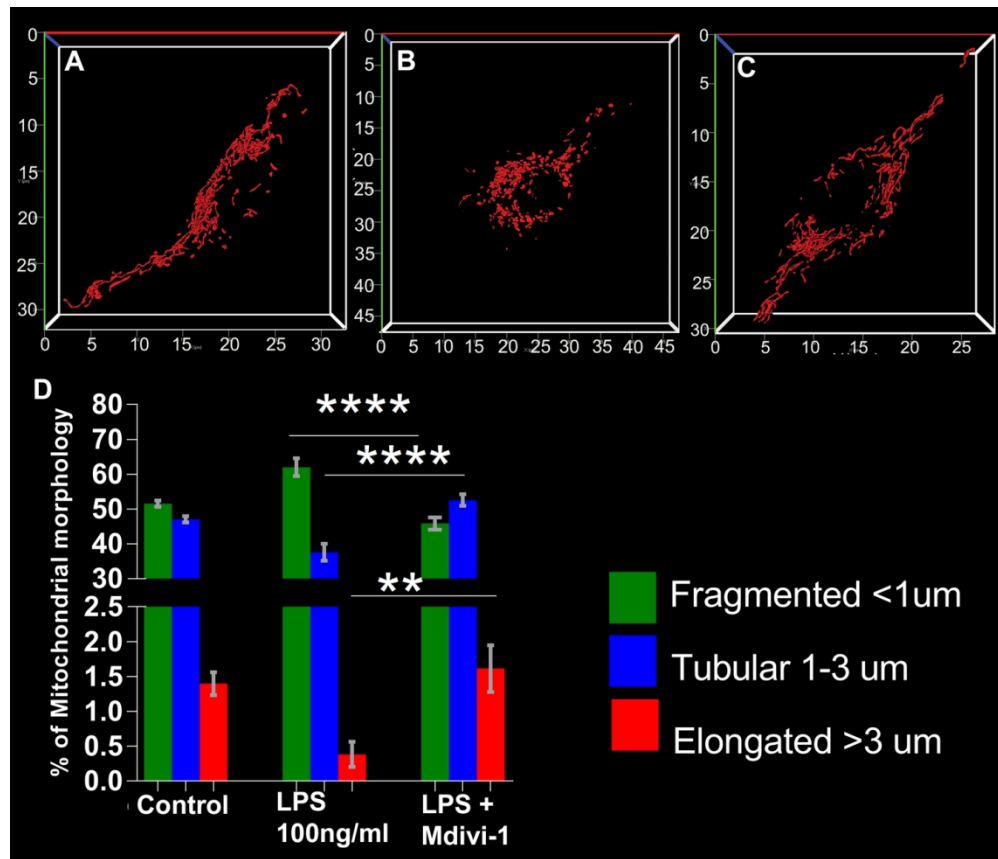 A
0
5
10
15
20
25
30
0 5 10 15 20 25 30
B
0
5
10
15
20
25
30
35
40
45
0 5 10 15 20 25 30 35 40 45
C
0
5
10
15
20
25
30
0 5 10 15 20 25
D
% of Mitochondrial morphology
80
70
60
50
40
30
2.5
2.0
1.5
1.0
0.5
0.0
****
****
**
Control
LPS
100ng/ml
LPS +
Mdivi-1
Fragmented <1um
Tubular 1-3 um
Elongated >3 um